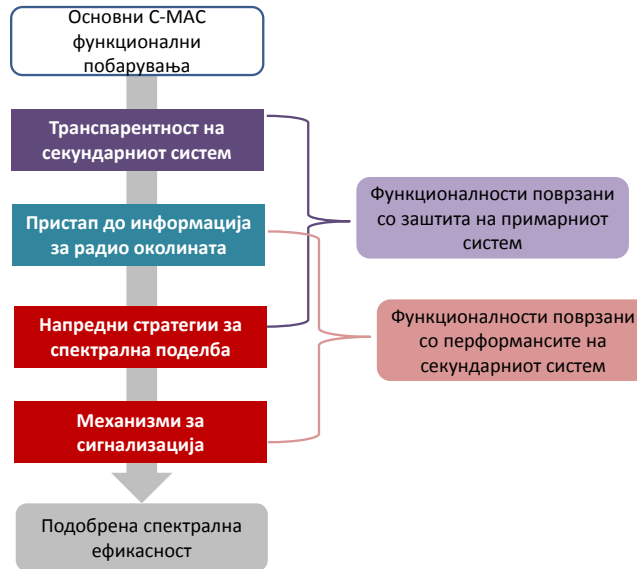 Основни С-МАС
функционални
побарувања
Транспарентност на
секундарниот систем
Пристап до информација
за радио околината
Напредни стратегии за
спектрална поделба
Механизми за
сигнализација
Подобрена спектрална
ефикасност
Функционалности поврзани
со заштита на примарниот
систем
Функционалности поврзани
со перформансите на
секундарниот систем